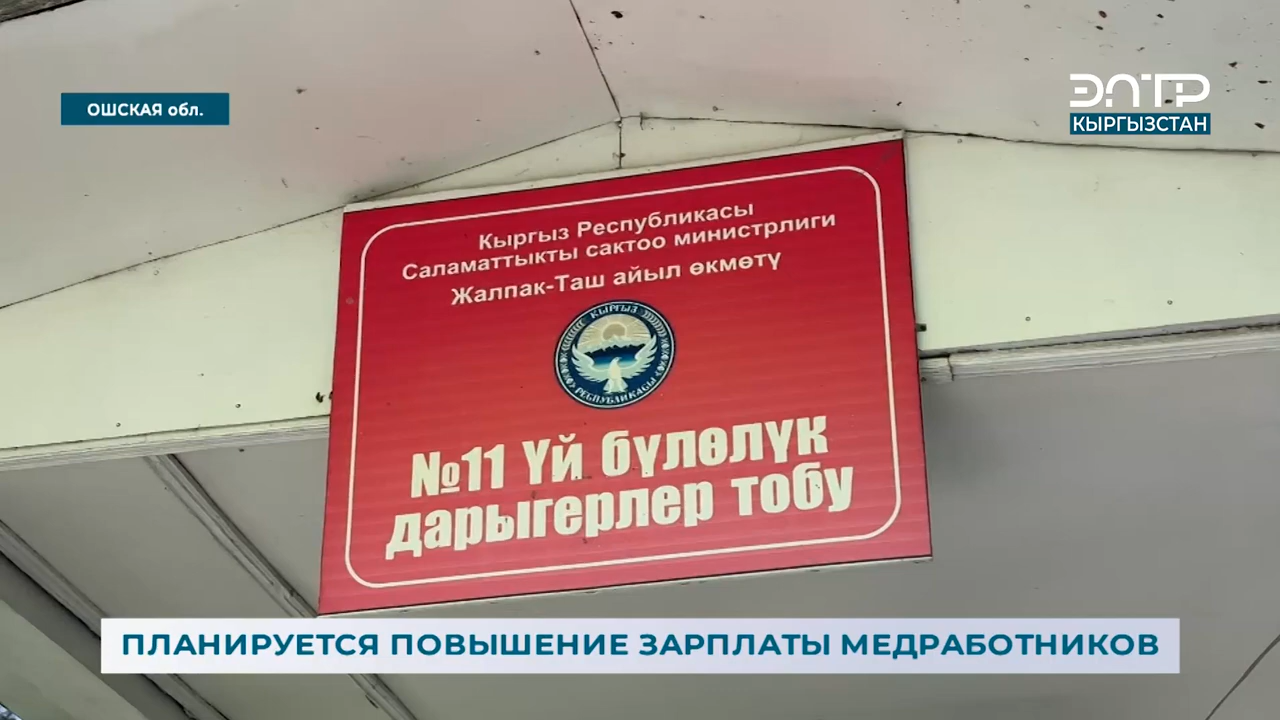 ОШСКАЯ обл.
ЭЛТР
КЫРГЫЗСТАН
Кыргыз Республикасы
Саламаттыкты сактоо министрлиги
Жалпак-Таш айыл өкмөтү
КЫРГЫЗ
РЕСПУБЛИКАСЫ
№11 Үй бүлөлүк
дарыгерлер тобу
ПЛАНИРУЕТСЯ ПОВЫШЕНИЕ ЗАРПЛАТЫ МЕДРАБОТНИКОВ